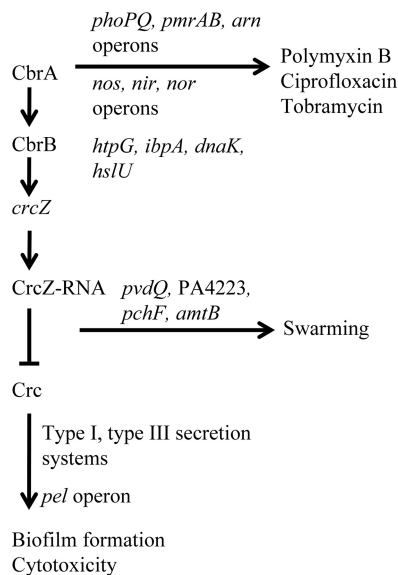 phoPQ, pmrAB, arn
operons
Polymyxin B
Ciprofloxacin
Tobramycin
CbrA
nos, nir, nor
operons
CbrB
htpG, ibpA, dnaK,
hslU
crcZ
CrcZ-RNA
pvdQ, PA4223,
pchF, amtB
Swarming
Crc
Type I, type III secretion
systems
pel operon
Biofilm formation
Cytotoxicity